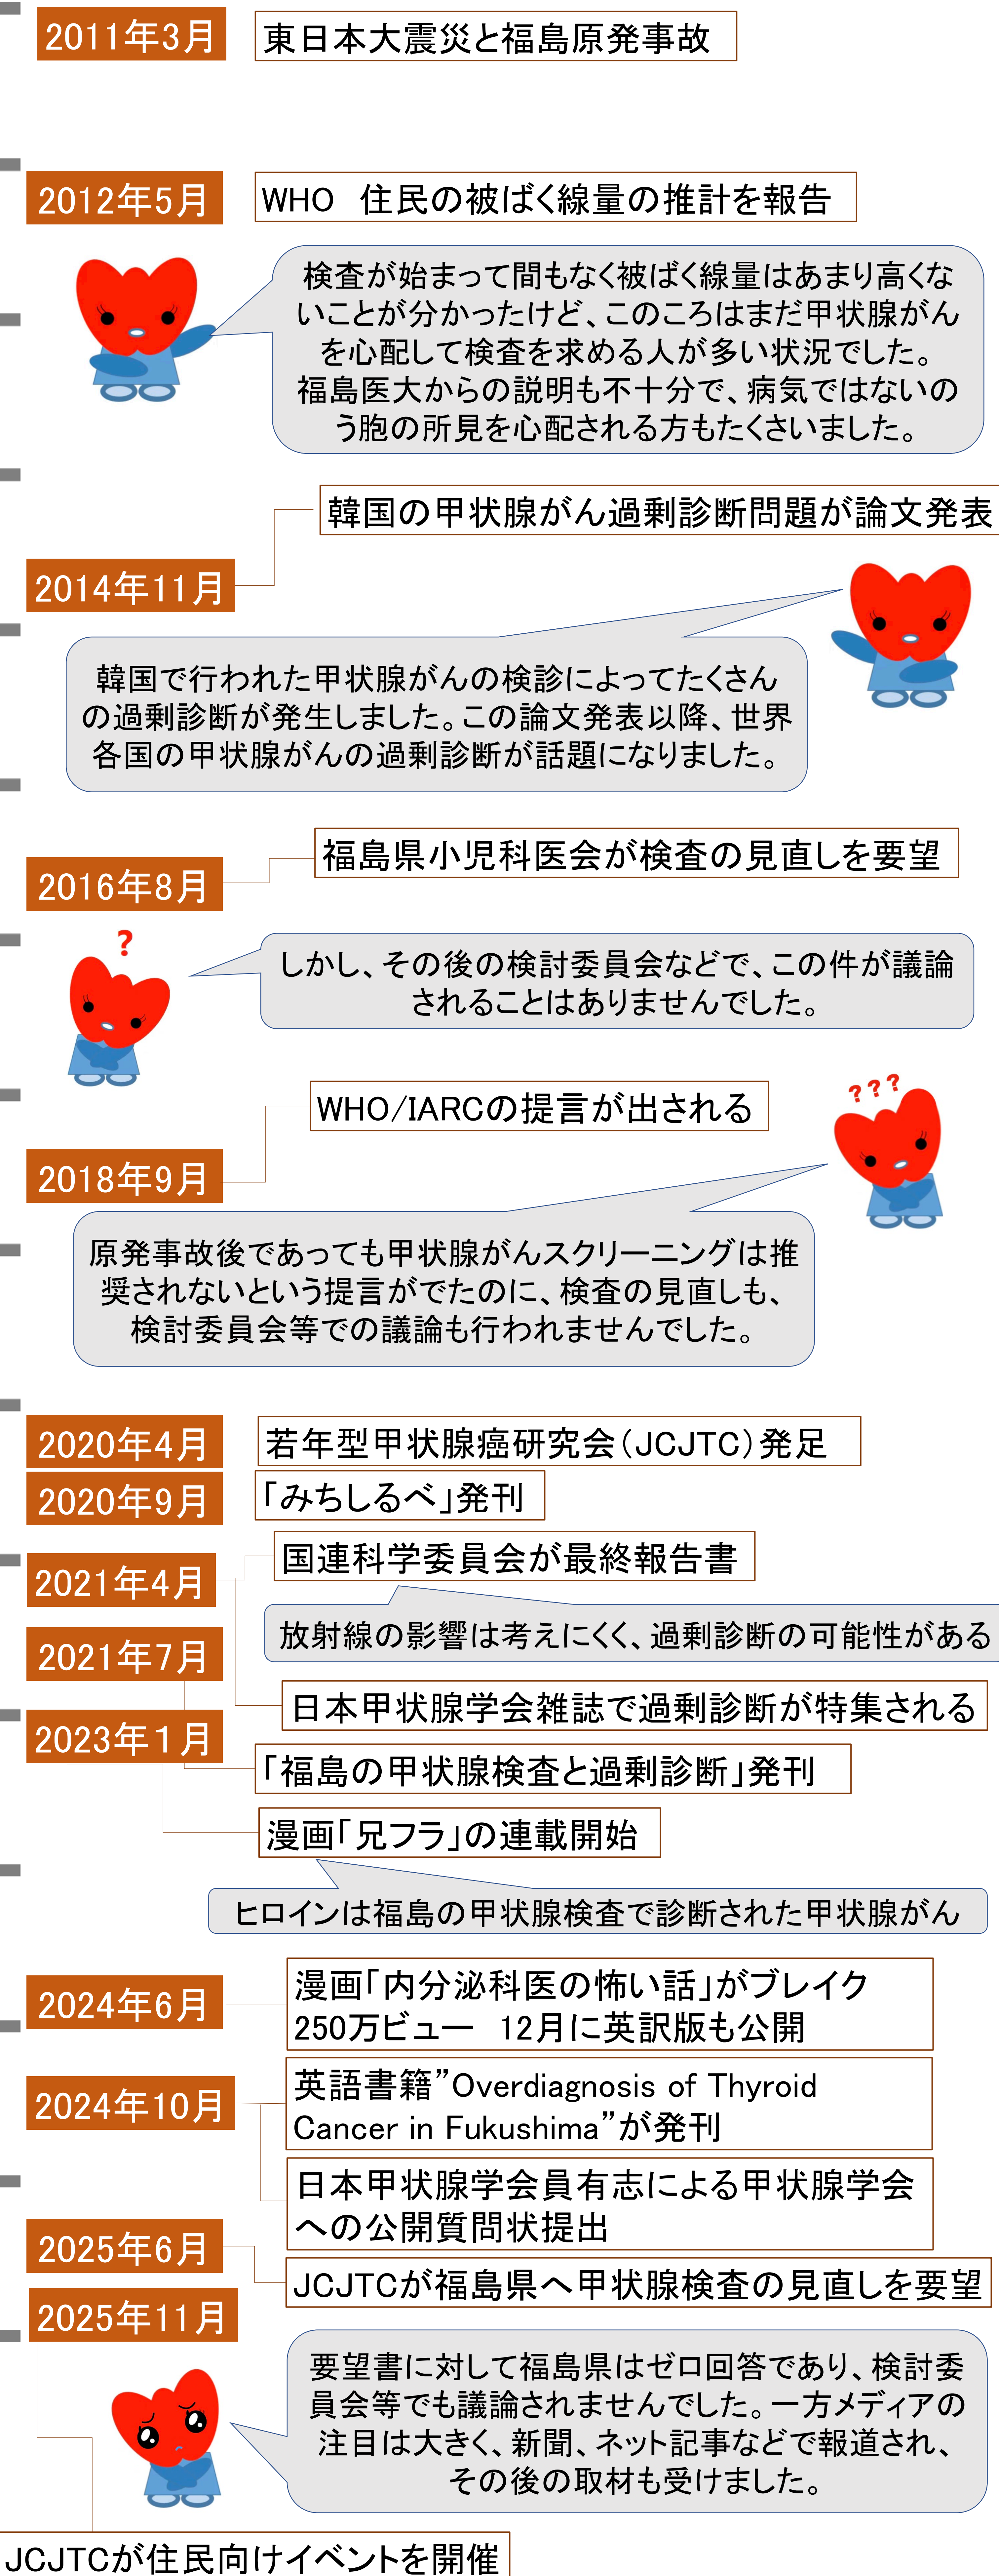 2011年3月
東日本大震災と福島原発事故
2012年5月
WHO　住民の被ばく線量の推計を報告
検査が始まって間もなく被ばく線量はあまり高くな
いことが分かったけど、このころはまだ甲状腺がん
を心配して検査を求める人が多い状況でした。
福島医大からの説明も不十分で、病気ではないの
う胞の所見を心配される方もたくさいました。
韓国の甲状腺がん過剰診断問題が論文発表
2014年11月
韓国で行われた甲状腺がんの検診によってたくさん
の過剰診断が発生しました。この論文発表以降、世界
各国の甲状腺がんの過剰診断が話題になりました。
福島県小児科医会が検査の見直しを要望
2016年8月
?
しかし、その後の検討委員会などで、この件が議論
されることはありませんでした。
WHO/IARCの提言が出される
???
2018年9月
原発事故後であっても甲状腺がんスクリーニングは推
奨されないという提言がでたのに、検査の見直しも、
検討委員会等での議論も行われませんでした。
2020年4月
若年型甲状腺癌研究会（JCJTC）発足
2020年9月
「みちしるべ」発刊
国連科学委員会が最終報告書
2021年4月
放射線の影響は考えにくく、過剰診断の可能性がある
2021年7月
日本甲状腺学会雑誌で過剰診断が特集される
2023年１月
「福島の甲状腺検査と過剰診断」発刊
漫画「兄フラ」の連載開始
ヒロインは福島の甲状腺検査で診断された甲状腺がん
2024年6月
漫画「内分泌科医の怖い話」がブレイク
250万ビュー　12月に英訳版も公開
2024年10月
英語書籍”Overdiagnosis of Thyroid
Cancer in Fukushima”が発刊
日本甲状腺学会員有志による甲状腺学会
への公開質問状提出
2025年6月
JCJTCが福島県へ甲状腺検査の見直しを要望
2025年11月
要望書に対して福島県はゼロ回答であり、検討委
員会等でも議論されませんでした。一方メディアの
注目は大きく、新聞、ネット記事などで報道され、
その後の取材も受けました。
JCJTCが住民向けイベントを開催